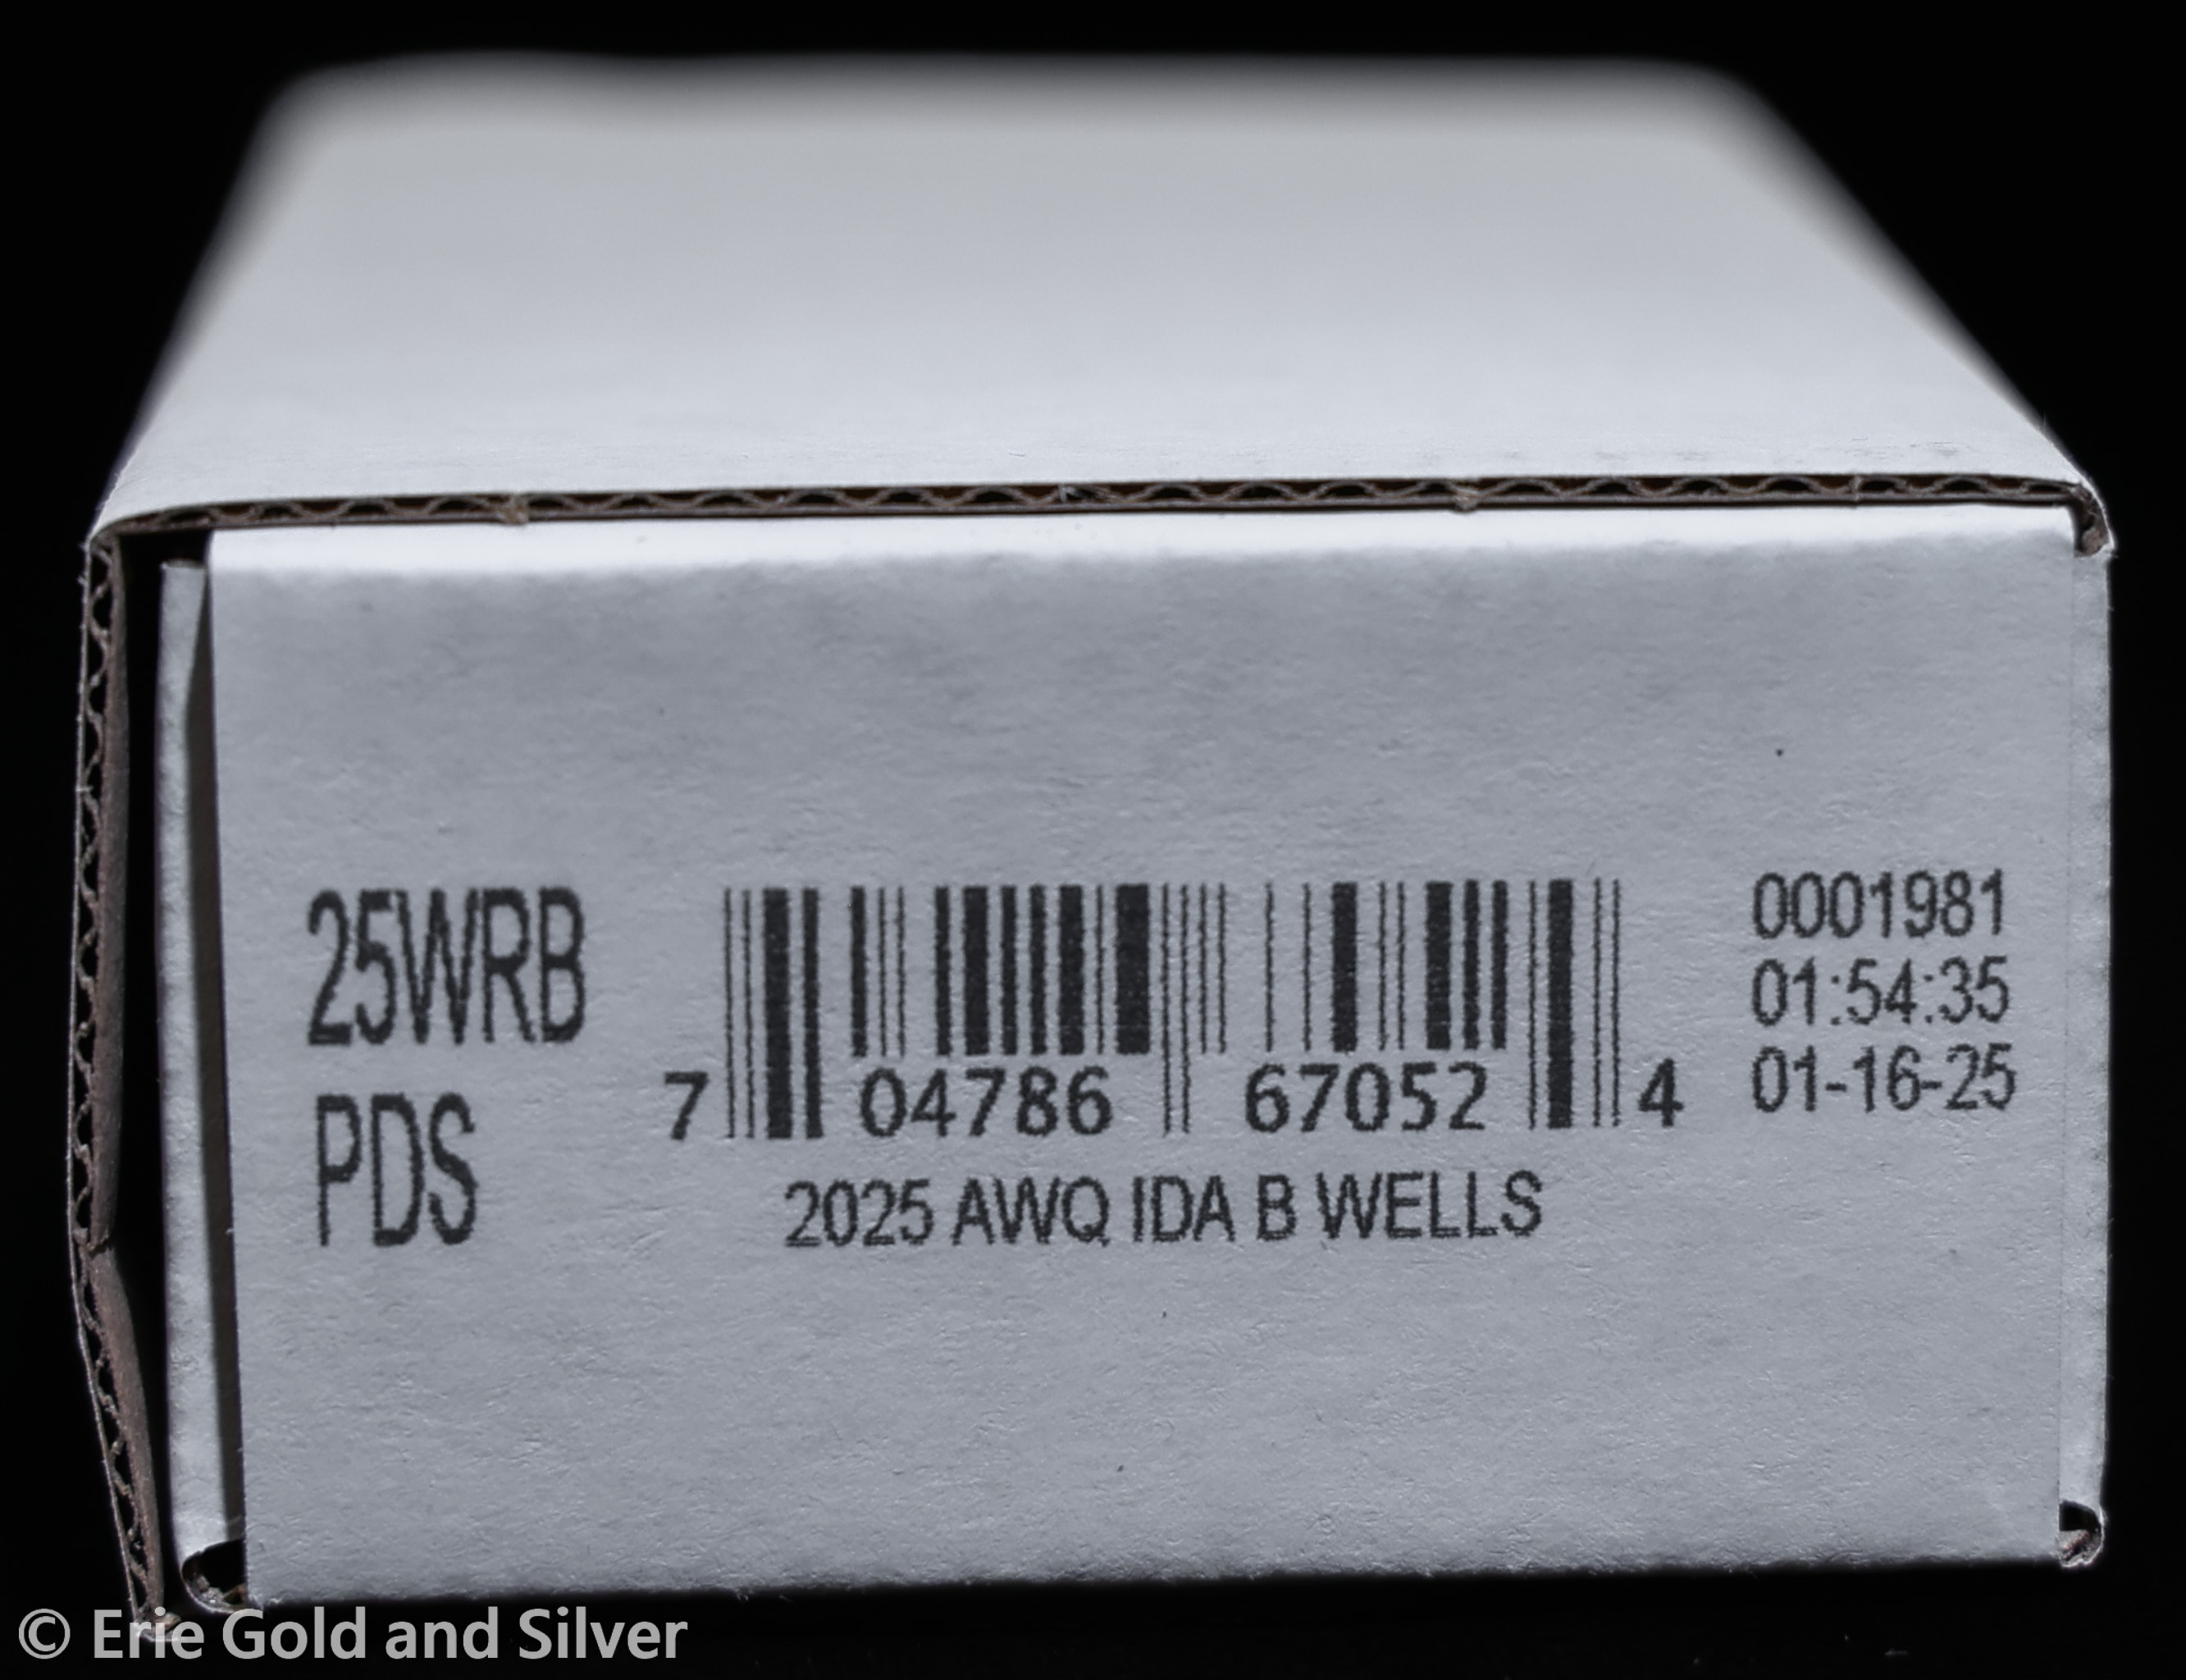 25WRB
PDS
7 04786 67052 4
2025 AWQ IDA B WELLS
0001981
01:54:35
01-16-25
© Erie Gold and Silver